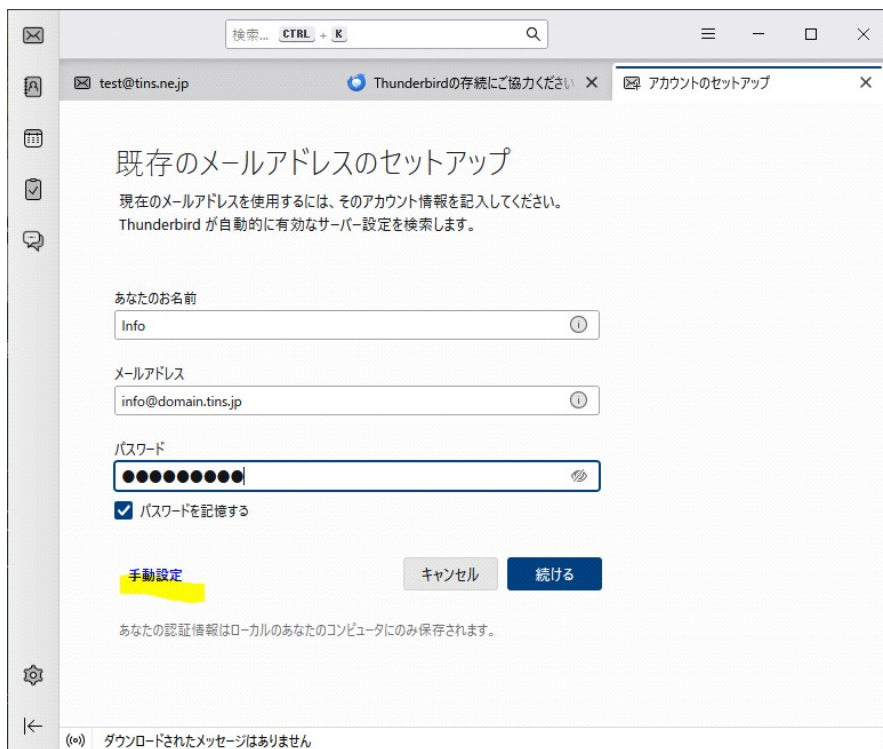 検索... CTRL + K
test@tins.ne.jp
Thunderbirdの存続にご協力ください
アカウントのセットアップ
既存のメールアドレスのセットアップ
現在のメールアドレスを使用するには、そのアカウント情報を記入してください。
Thunderbird が自動的に有効なサーバー設定を検索します。
あなたのお名前
Info
メールアドレス
info@domain.tins.jp
パスワード
●●●●●●●●●
パスワードを記憶する
手動設定
キャンセル
続ける
あなたの認証情報はローカルのあなたのコンピュータにのみ保存されます。
ダウンロードされたメッセージはありません